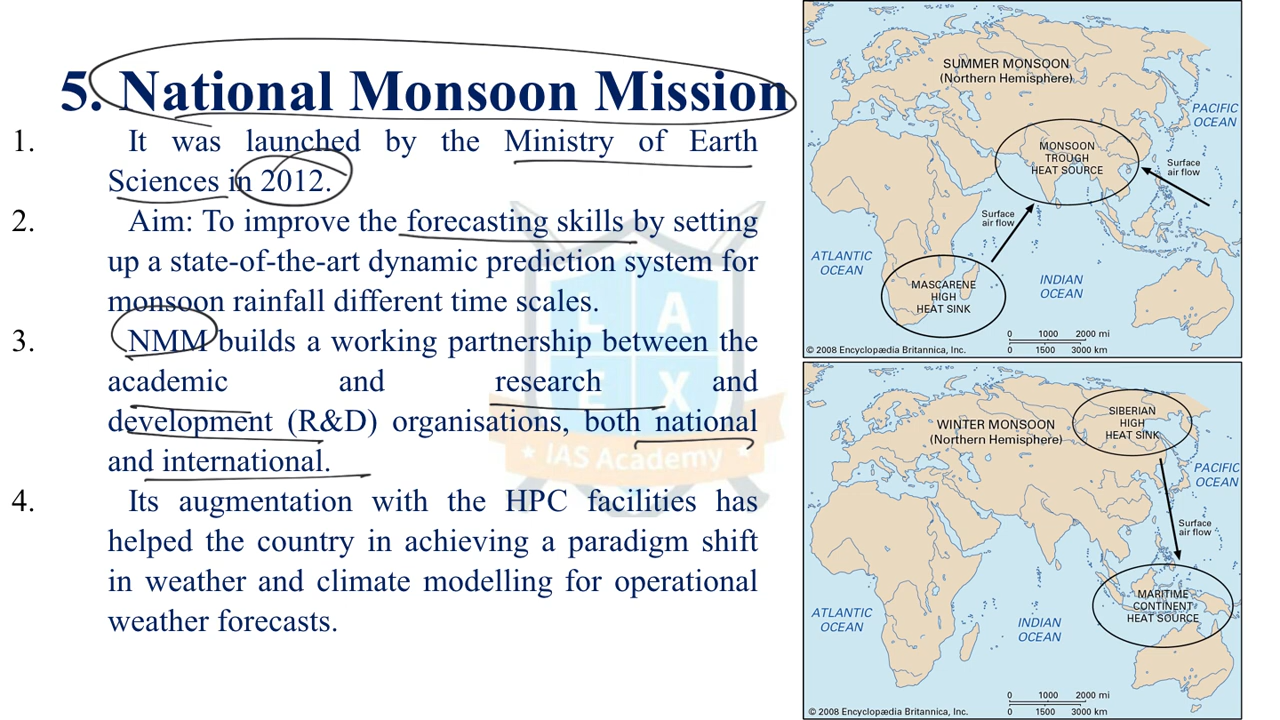 5. National Monsoon Mission
1. It was launched by the Ministry of Earth
Sciences in 2012.
2. Aim: To improve the forecasting skills by setting
up a state-of-the-art dynamic prediction system for
monsoon rainfall different time scales.
3. NMM builds a working partnership between the
academic and research and
development (R&D) organisations, both national
and international.
4. Its augmentation with the HPC facilities has
helped the country in achieving a paradigm shift
in weather and climate modelling for operational
weather forecasts.
L A
E X
IAS Academy
SUMMER MONSOON
(Northern Hemisphere)
PACIFIC
OCEAN
MONSOON
TROUGH
HEAT SOURCE
Surface
air flow
Surface
air flow
ATLANTIC
OCEAN
MASCARENE
HIGH
HEAT SINK
INDIAN
OCEAN
0 1000 2000 mi
0 1500 3000 km
© 2008 Encyclopædia Britannica, Inc.
WINTER MONSOON
(Northern Hemisphere)
SIBERIAN
HIGH
HEAT SINK
PACIFIC
OCEAN
Surface
air flow
ATLANTIC
OCEAN
INDIAN
OCEAN
MARITIME
CONTINENT
HEAT SOURCE
0 1000 2000 mi
0 1500 3000 km
© 2008 Encyclopædia Britannica, Inc.